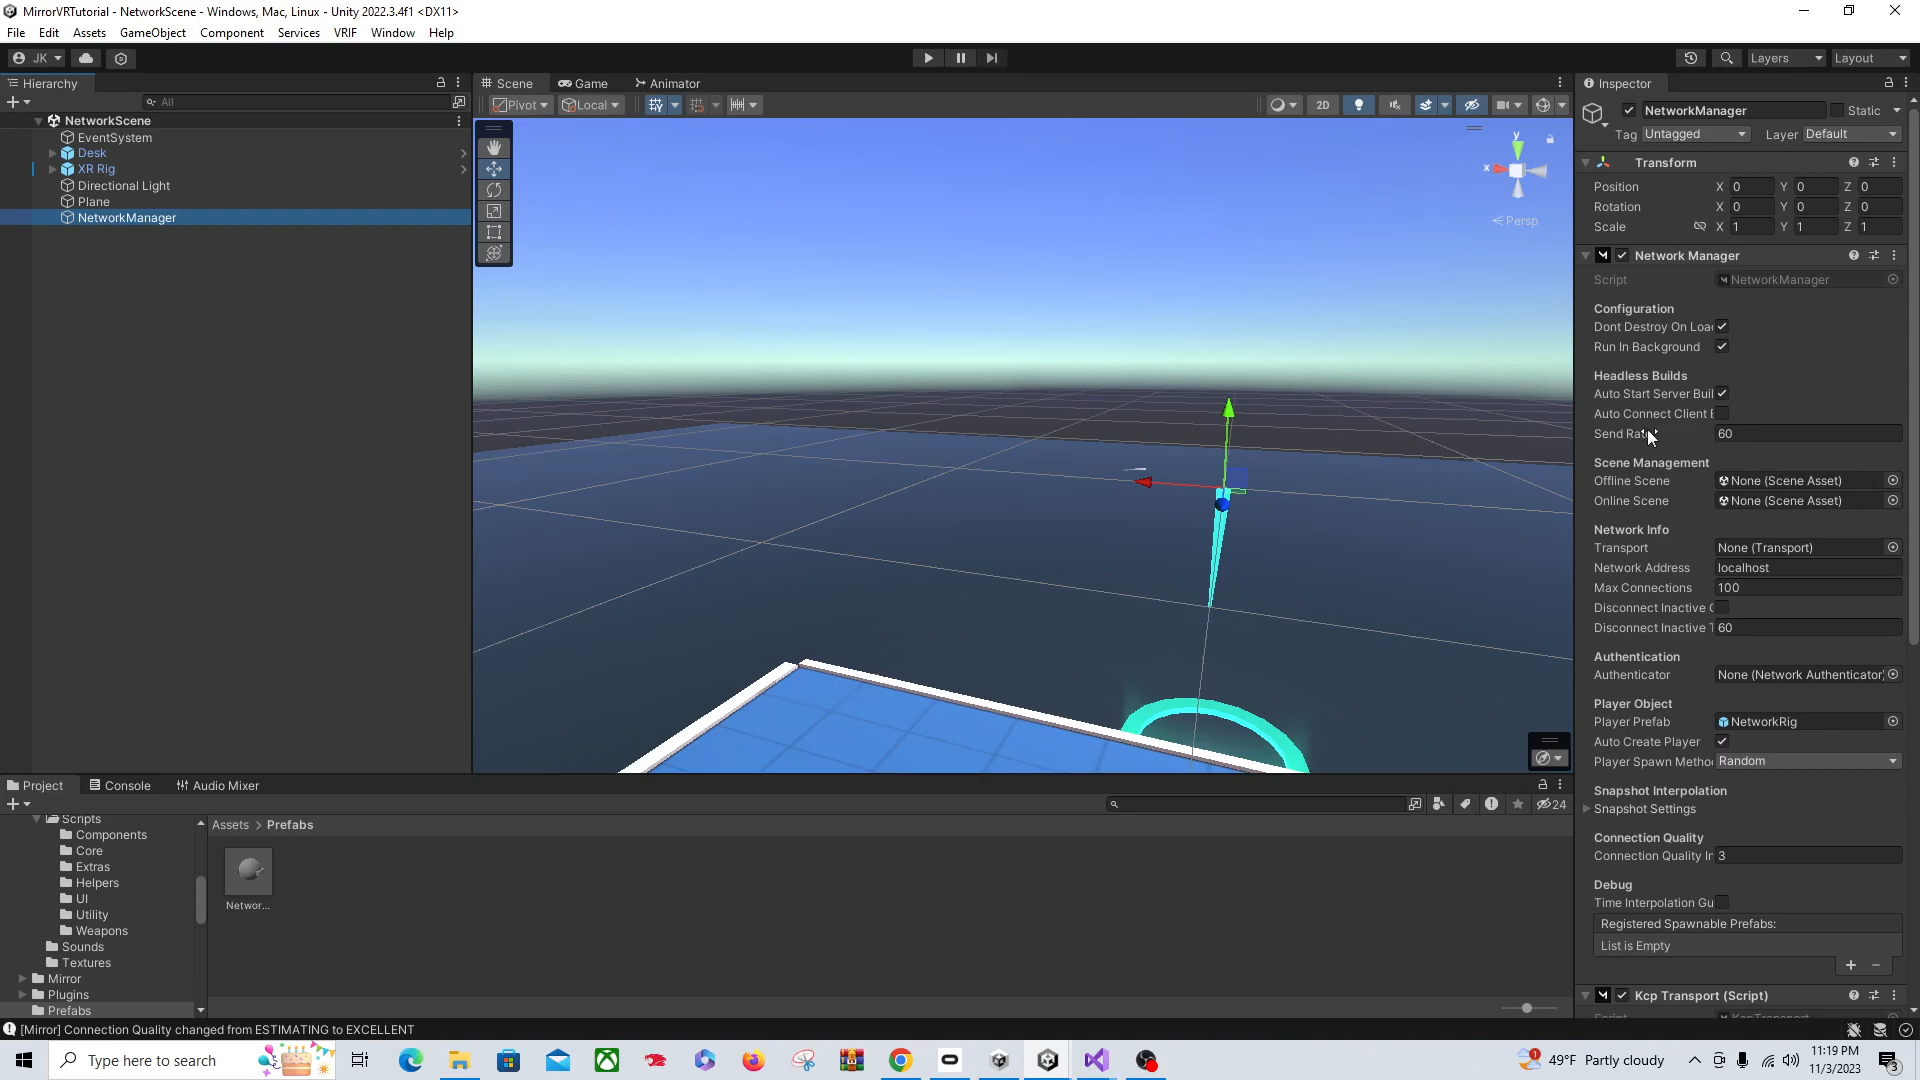 MirrorVRTutorial - NetworkScene - Windows, Mac, Linux - Unity 2022.3.4f1 <DX11>
File Edit Assets GameObject Component Services VRIF Window Help
JK Layers Layout
Hierarchy
All
NetworkScene
EventSystem
Desk
XR Rig
Directional Light
Plane
NetworkManager
Scene Game Animator
Pivot Local 2D
y
x
Persp
Inspector
NetworkManager Static
Tag Untagged Layer Default
Transform
Position X 0 Y 0 Z 0
Rotation X 0 Y 0 Z 0
Scale X 1 Y 1 Z 1
Network Manager
Script NetworkManager
Configuration
Dont Destroy On Loa
Run In Background
Headless Builds
Auto Start Server Buil
Auto Connect Client
Send 60
Scene Management
Offline Scene None (Scene Asset)
Online Scene None (Scene Asset)
Network Info
Transport None (Transport)
Network Address localhost
Max Connections 100
Disconnect Inactive
Disconnect Inactive 60
Authentication
Authenticator None (Network Authenticator)
Player Object
Player Prefab NetworkRig
Auto Create Player
Player Spawn Metho Random
Snapshot Interpolation
Snapshot Settings
Connection Quality
Connection Quality In 3
Debug
Time Interpolation Gu
Registered Spawnable Prefabs:
List is Empty
+ −
Kcp Transport (Script)
Project Console Audio Mixer
24
Scripts
Components
Core
Extras
Helpers
UI
Utility
Weapons
Sounds
Textures
Mirror
Plugins
Prefabs
Assets > Prefabs
Networ...
[Mirror] Connection Quality changed from ESTIMATING to EXCELLENT
Type here to search
1 49°F Partly cloudy
11:19 PM
11/3/2023
3